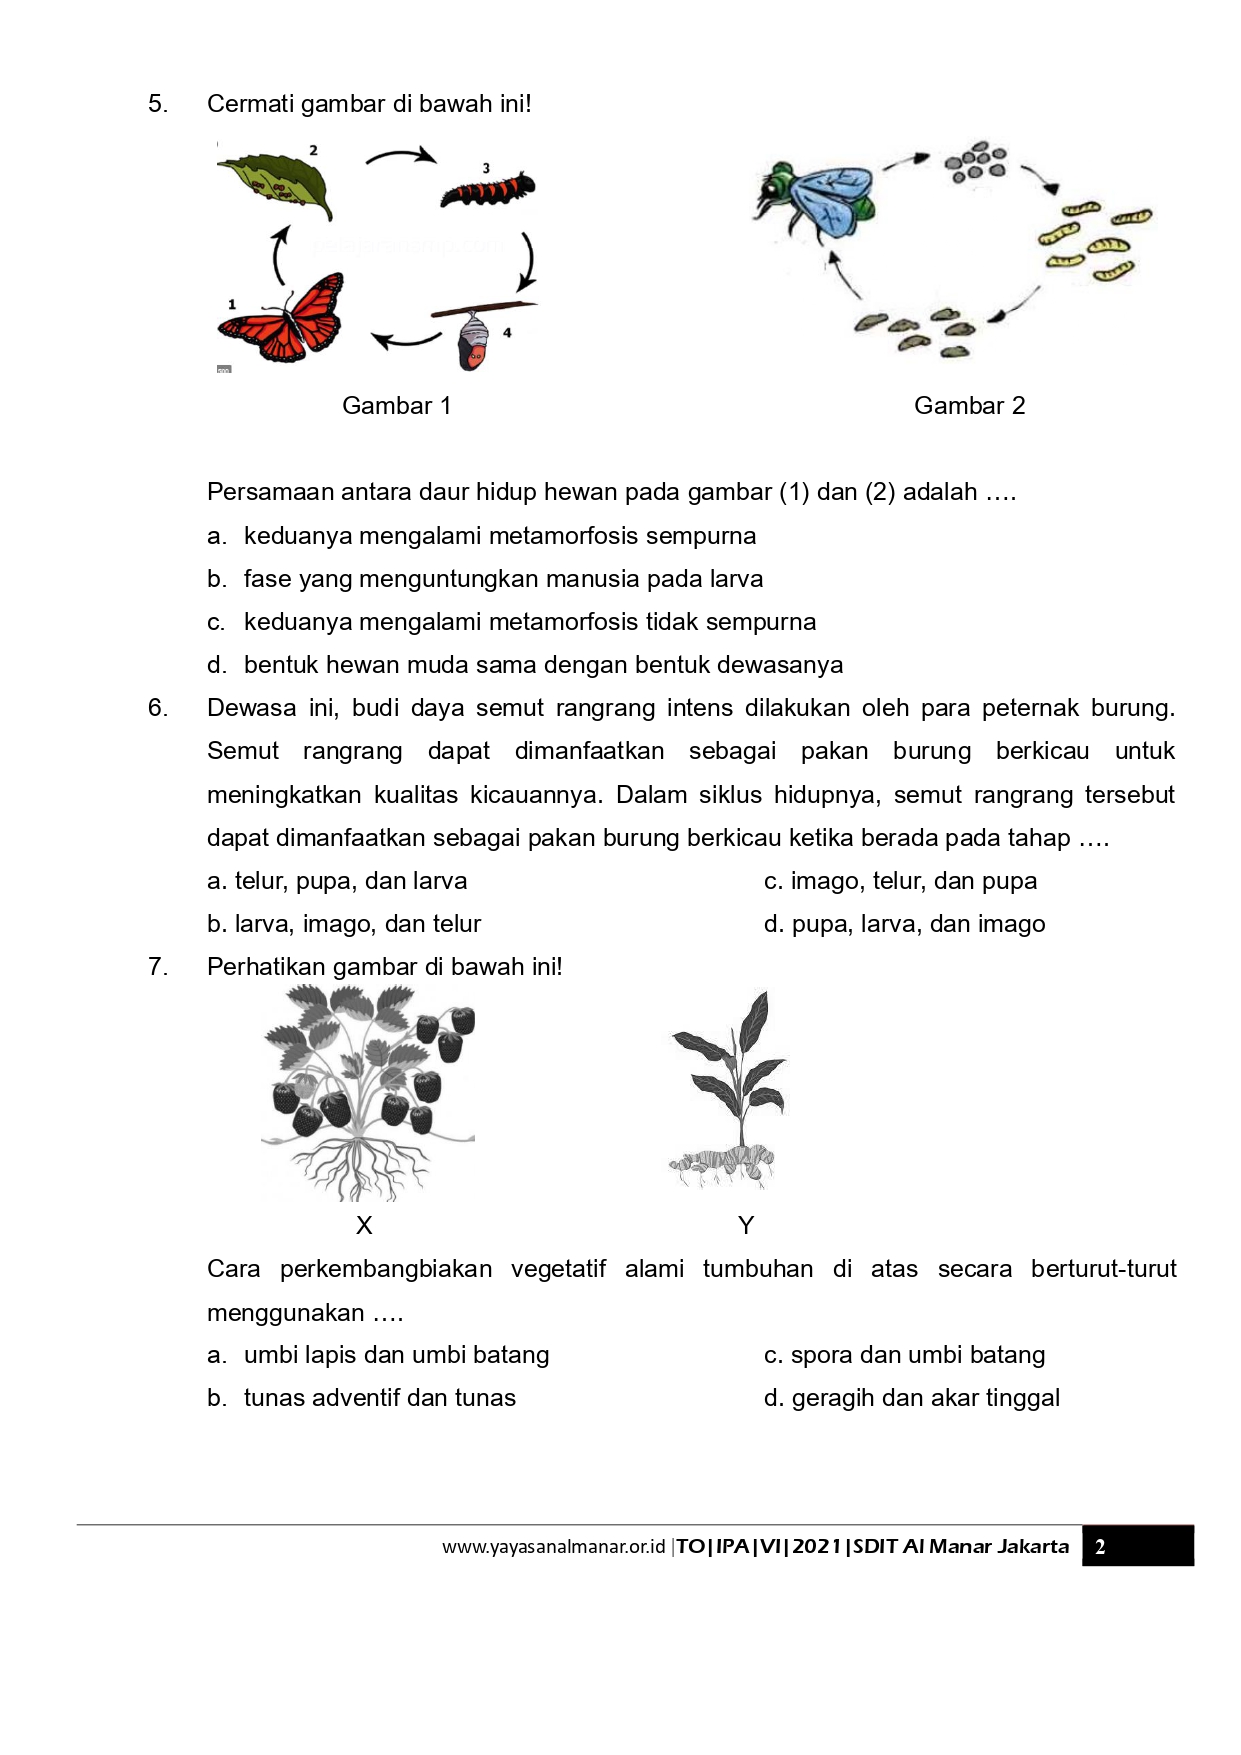 5. Cermati gambar di bawah ini!
2
3
1
4
Gambar 1 Gambar 2
Persamaan antara daur hidup hewan pada gambar (1) dan (2) adalah ….
a. keduanya mengalami metamorfosis sempurna
b. fase yang menguntungkan manusia pada larva
c. keduanya mengalami metamorfosis tidak sempurna
d. bentuk hewan muda sama dengan bentuk dewasanya
6. Dewasa ini, budi daya semut rangrang intens dilakukan oleh para peternak burung.
Semut rangrang dapat dimanfaatkan sebagai pakan burung berkicau untuk
meningkatkan kualitas kicauannya. Dalam siklus hidupnya, semut rangrang tersebut
dapat dimanfaatkan sebagai pakan burung berkicau ketika berada pada tahap ….
a. telur, pupa, dan larva c. imago, telur, dan pupa
b. larva, imago, dan telur d. pupa, larva, dan imago
7. Perhatikan gambar di bawah ini!
X Y
Cara perkembangbiakan vegetatif alami tumbuhan di atas secara berturut-turut
menggunakan ….
a. umbi lapis dan umbi batang c. spora dan umbi batang
b. tunas adventif dan tunas d. geragih dan akar tinggal
www.yayasanalmanar.or.id |TO|IPA|VI|2021|SDIT Al Manar Jakarta 2